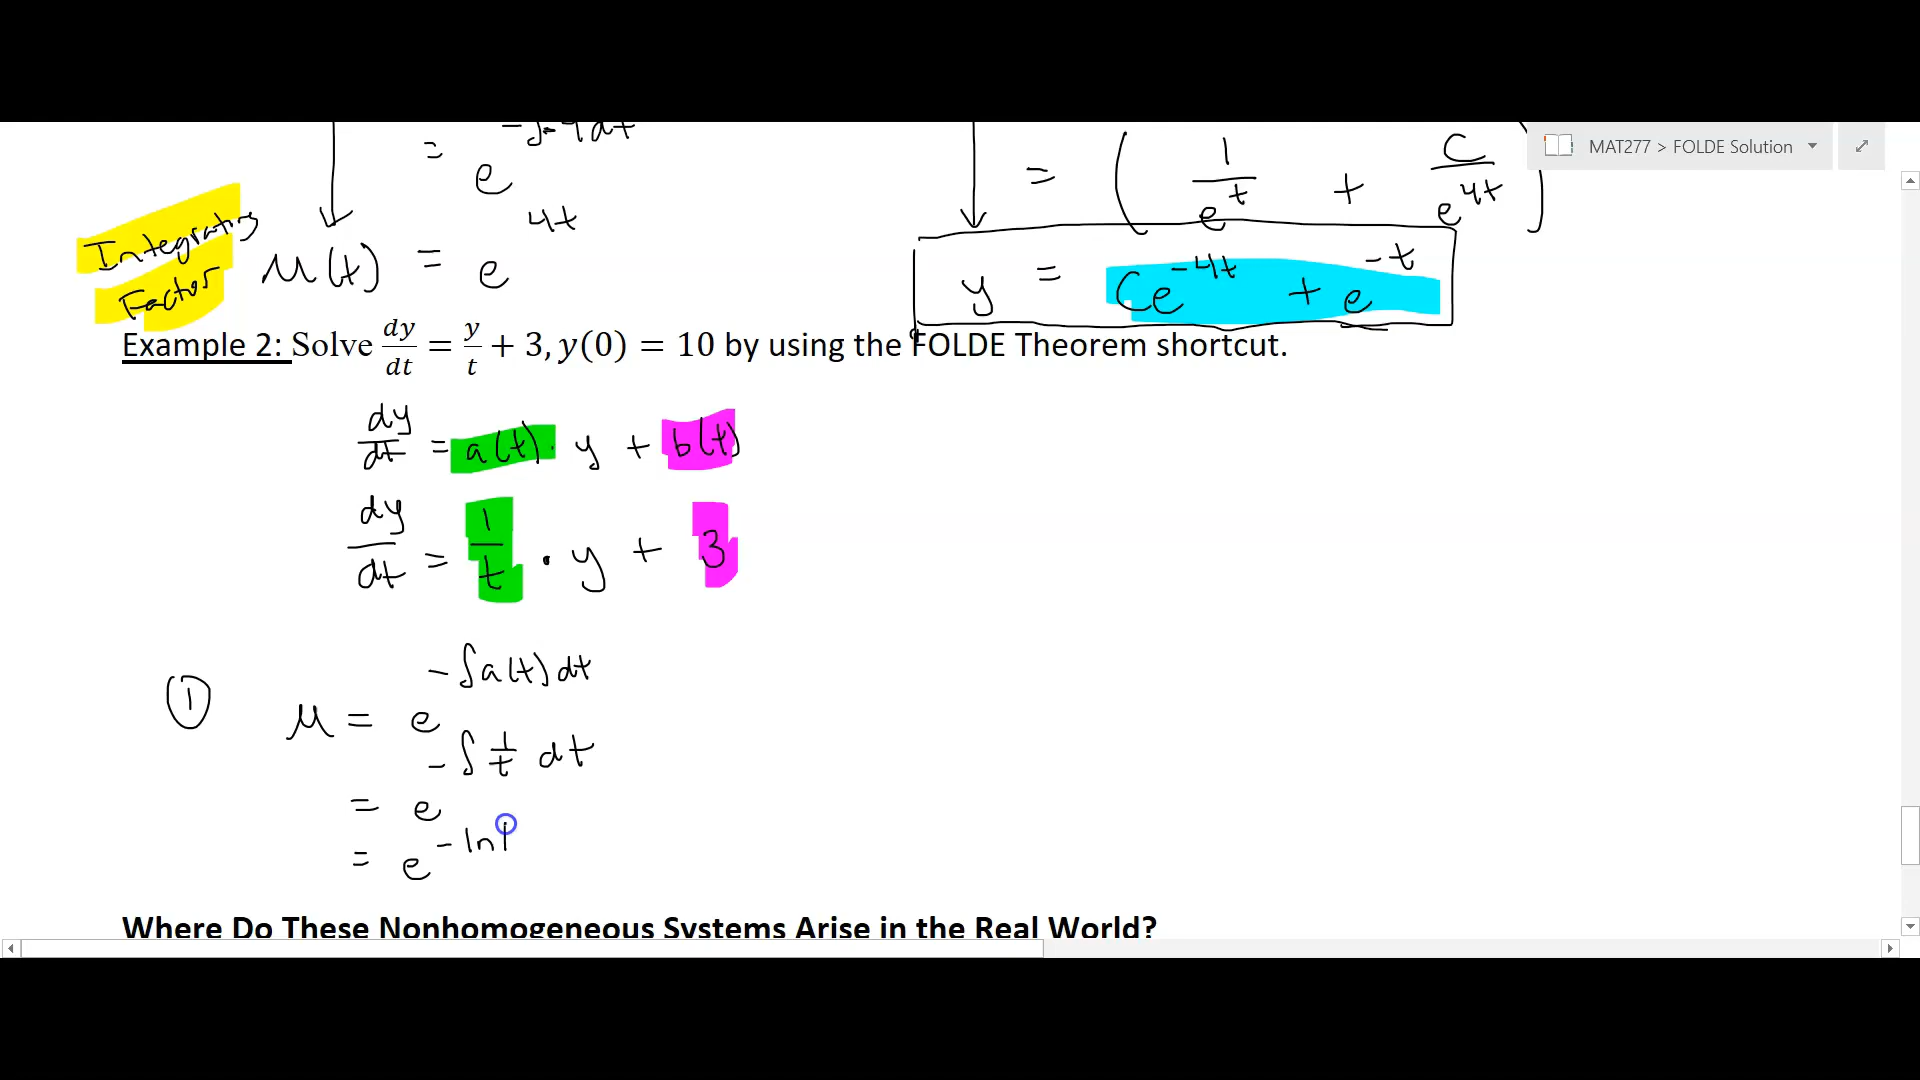 = e^{-∫-4dt}
= ( 1/e^t + C/e^{4t} )
MAT277 > FOLDE Solution
Integrating
Factor
μ(t) = e^{4t}
y = Ce^{-4t} + e^{-t}
Example 2: Solve dy/dt = y/t + 3, y(0) = 10 by using the FOLDE Theorem shortcut.
dy/dt = a(t) · y + b(t)
dy/dt = 1/t · y + 3
① μ = e^{-∫a(t)dt}
= e^{-∫ 1/t dt}
= e^{-ln|
Where Do These Nonhomogeneous Systems Arise in the Real World?